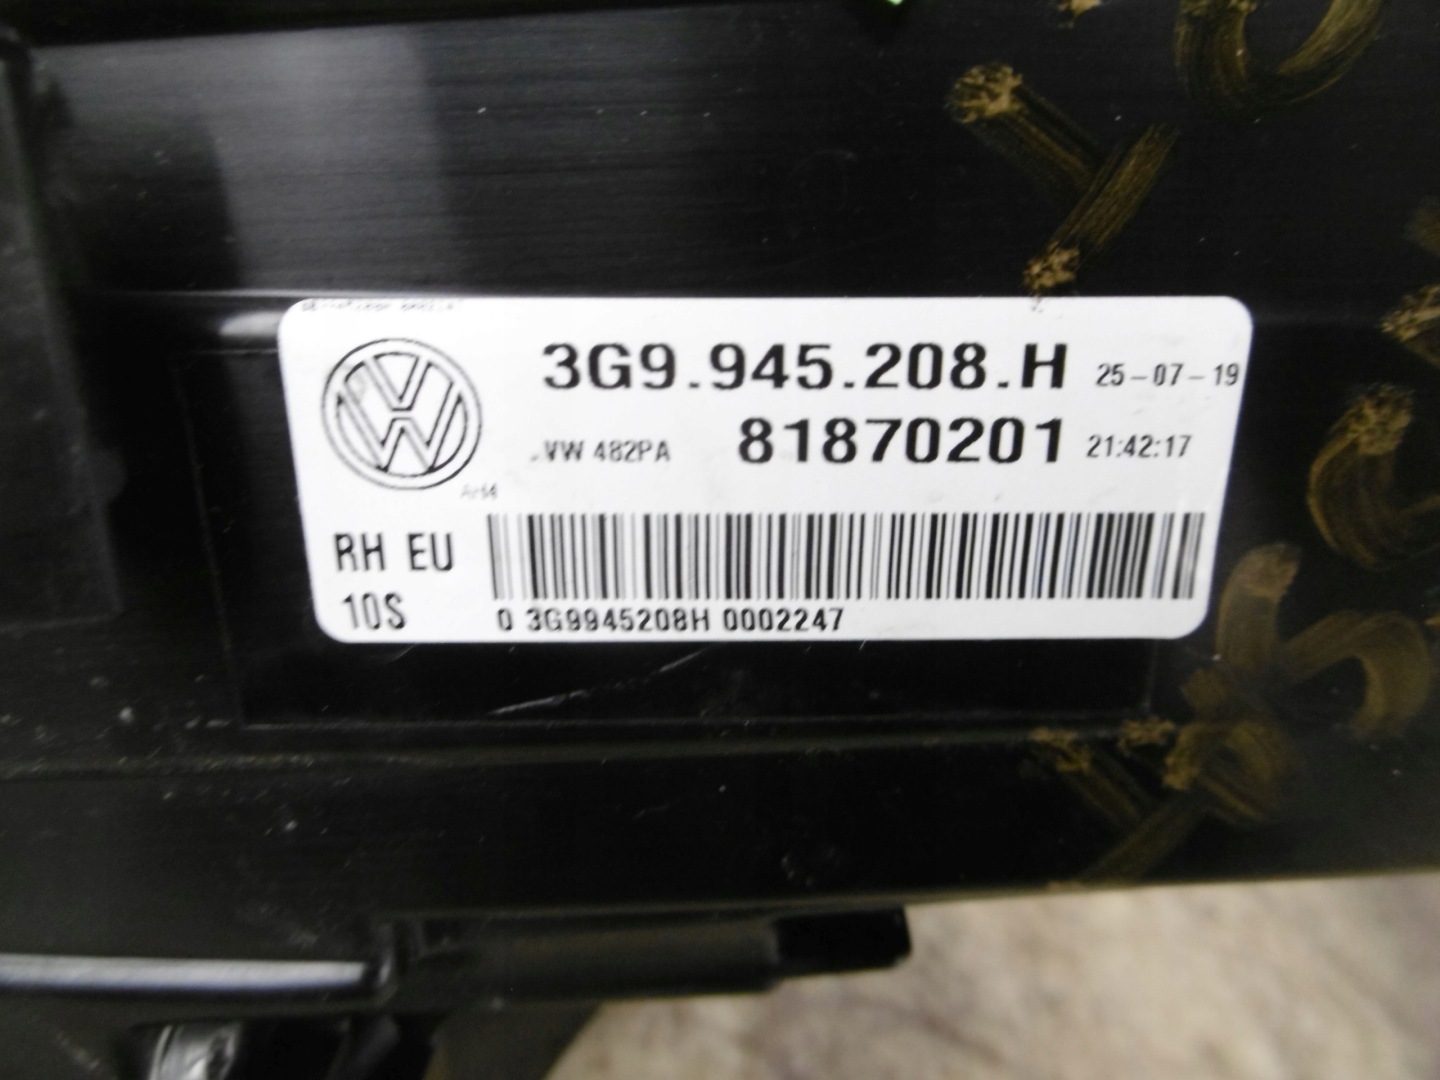 3G9.945.208.H 25-07-19
VW 482PA 81870201 21:42:17
RH EU
10S
0 3G9945208H 0002247